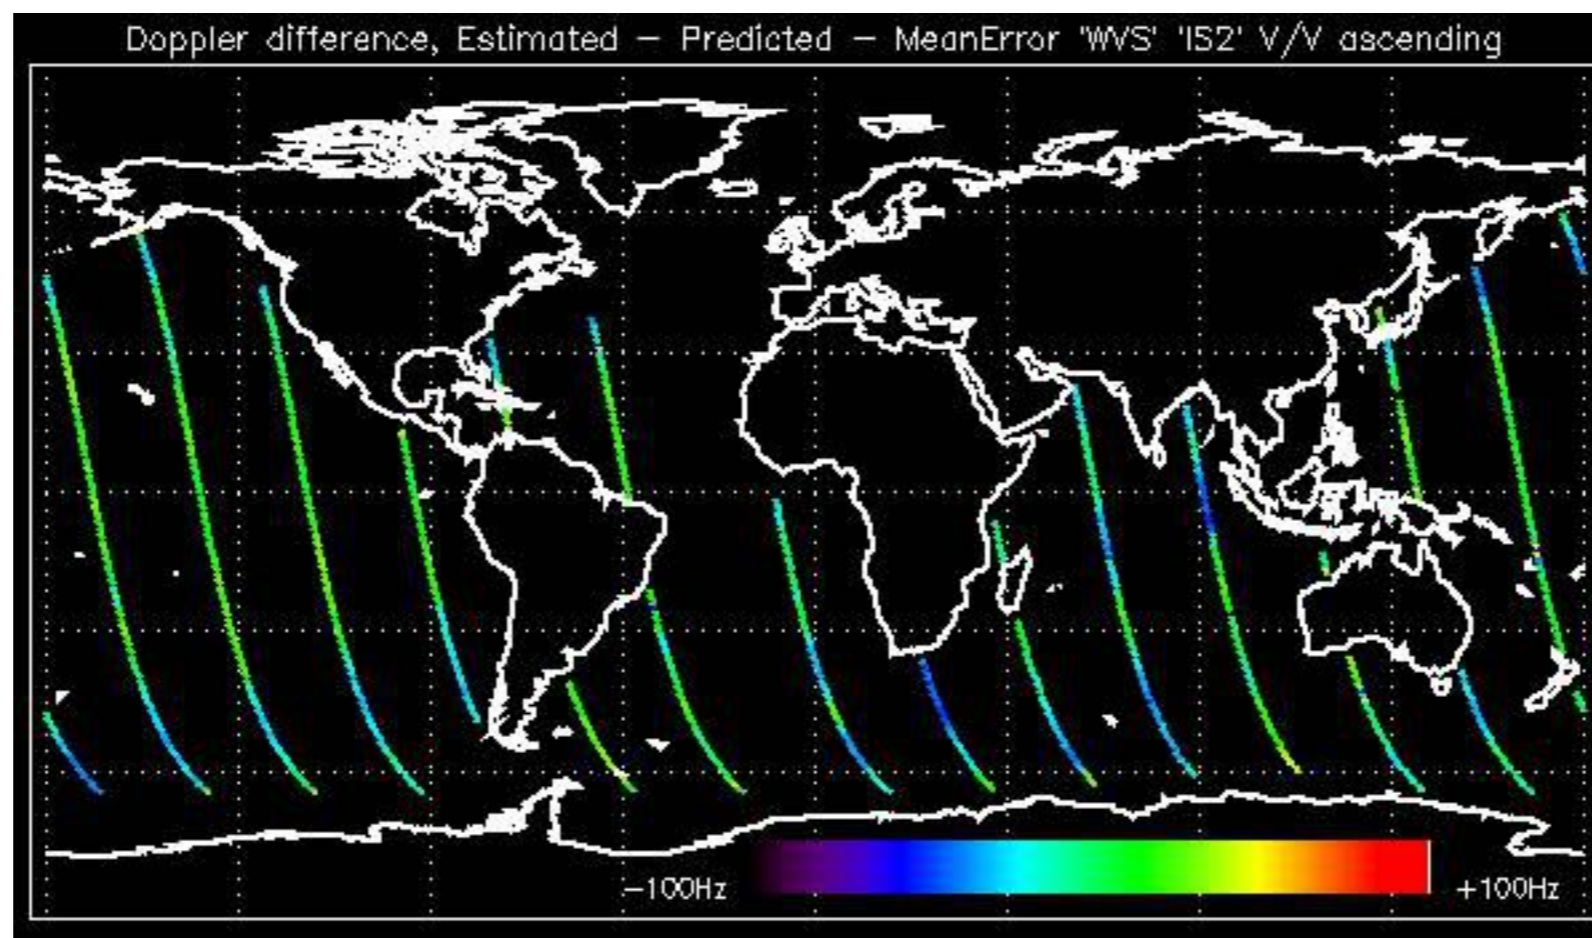 Doppler difference, Estimated – Predicted – MeanError 'WVS' 'IS2' V/V ascending
–100Hz +100Hz